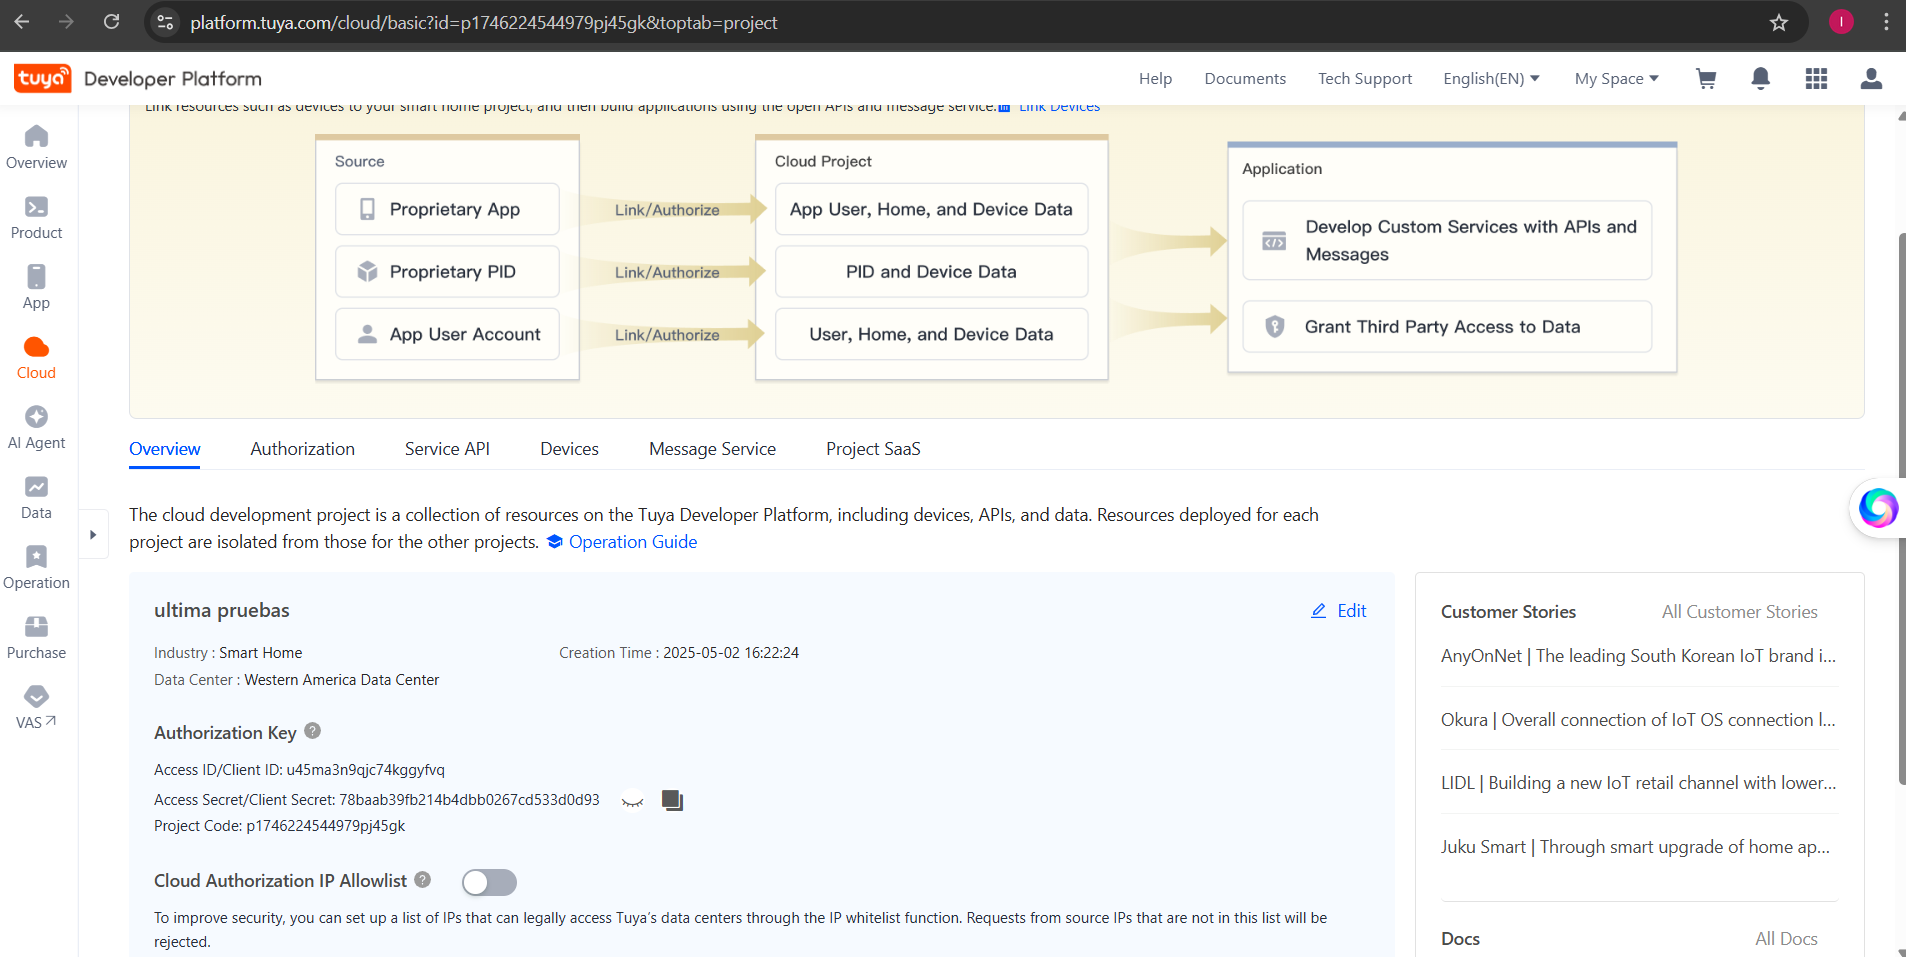 platform.tuya.com/cloud/basic?id=p1746224544979pj45gk&toptab=project
I
tuya Developer Platform
Help
Documents
Tech Support
English(EN)
My Space
Link resources such as devices to your smart home project, and then build applications using the open APIs and message service. Link Devices
Overview
Product
App
Cloud
AI Agent
Data
Operation
Purchase
VAS
Source
Proprietary App
Proprietary PID
App User Account
Link/Authorize
Link/Authorize
Link/Authorize
Cloud Project
App User, Home, and Device Data
PID and Device Data
User, Home, and Device Data
Application
Develop Custom Services with APIs and
Messages
Grant Third Party Access to Data
Overview
Authorization
Service API
Devices
Message Service
Project SaaS
The cloud development project is a collection of resources on the Tuya Developer Platform, including devices, APIs, and data. Resources deployed for each
project are isolated from those for the other projects. Operation Guide
ultima pruebas
Edit
Industry : Smart Home
Creation Time : 2025-05-02 16:22:24
Data Center : Western America Data Center
Authorization Key ?
Access ID/Client ID: u45ma3n9qjc74kggyfvq
Access Secret/Client Secret: 78baab39fb214b4dbb0267cd533d0d93
Project Code: p1746224544979pj45gk
Cloud Authorization IP Allowlist ?
To improve security, you can set up a list of IPs that can legally access Tuya's data centers through the IP whitelist function. Requests from source IPs that are not in this list will be
rejected.
Customer Stories
All Customer Stories
AnyOnNet | The leading South Korean IoT brand i...
Okura | Overall connection of IoT OS connection l...
LIDL | Building a new IoT retail channel with lower...
Juku Smart | Through smart upgrade of home ap...
Docs
All Docs